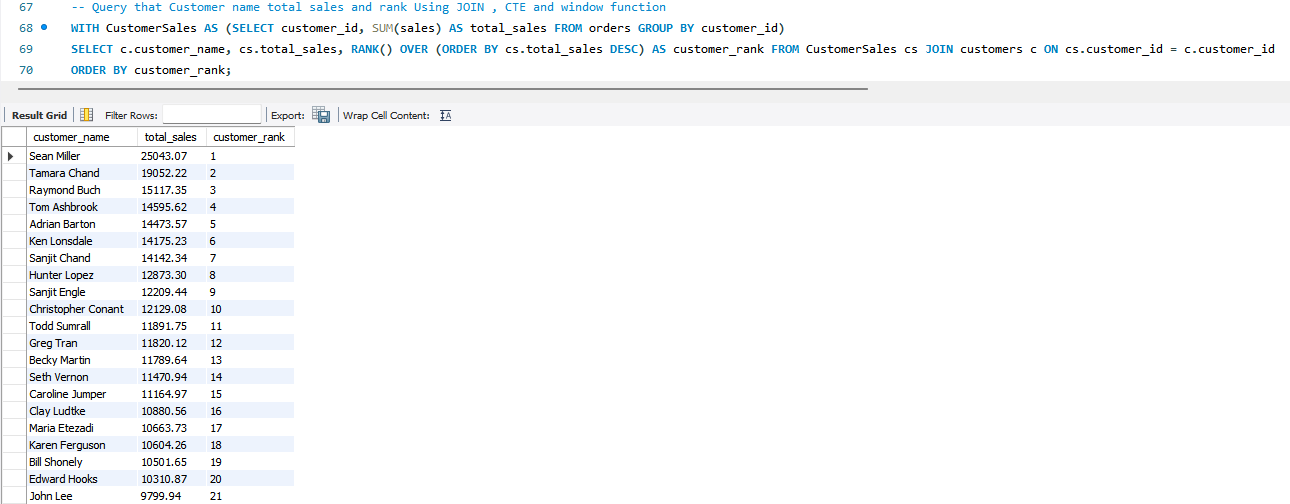 67 -- Query that Customer name total sales and rank Using JOIN , CTE and window function
68 WITH CustomerSales AS (SELECT customer_id, SUM(sales) AS total_sales FROM orders GROUP BY customer_id)
69 SELECT c.customer_name, cs.total_sales, RANK() OVER (ORDER BY cs.total_sales DESC) AS customer_rank FROM CustomerSales cs JOIN customers c ON cs.customer_id = c.customer_id
70 ORDER BY customer_rank;
Result Grid Filter Rows: Export: Wrap Cell Content: IA
customer_name total_sales customer_rank
Sean Miller 25043.07 1
Tamara Chand 19052.22 2
Raymond Buch 15117.35 3
Tom Ashbrook 14595.62 4
Adrian Barton 14473.57 5
Ken Lonsdale 14175.23 6
Sanjit Chand 14142.34 7
Hunter Lopez 12873.30 8
Sanjit Engle 12209.44 9
Christopher Conant 12129.08 10
Todd Sumrall 11891.75 11
Greg Tran 11820.12 12
Becky Martin 11789.64 13
Seth Vernon 11470.94 14
Caroline Jumper 11164.97 15
Clay Ludtke 10880.56 16
Maria Etezadi 10663.73 17
Karen Ferguson 10604.26 18
Bill Shonely 10501.65 19
Edward Hooks 10310.87 20
John Lee 9799.94 21